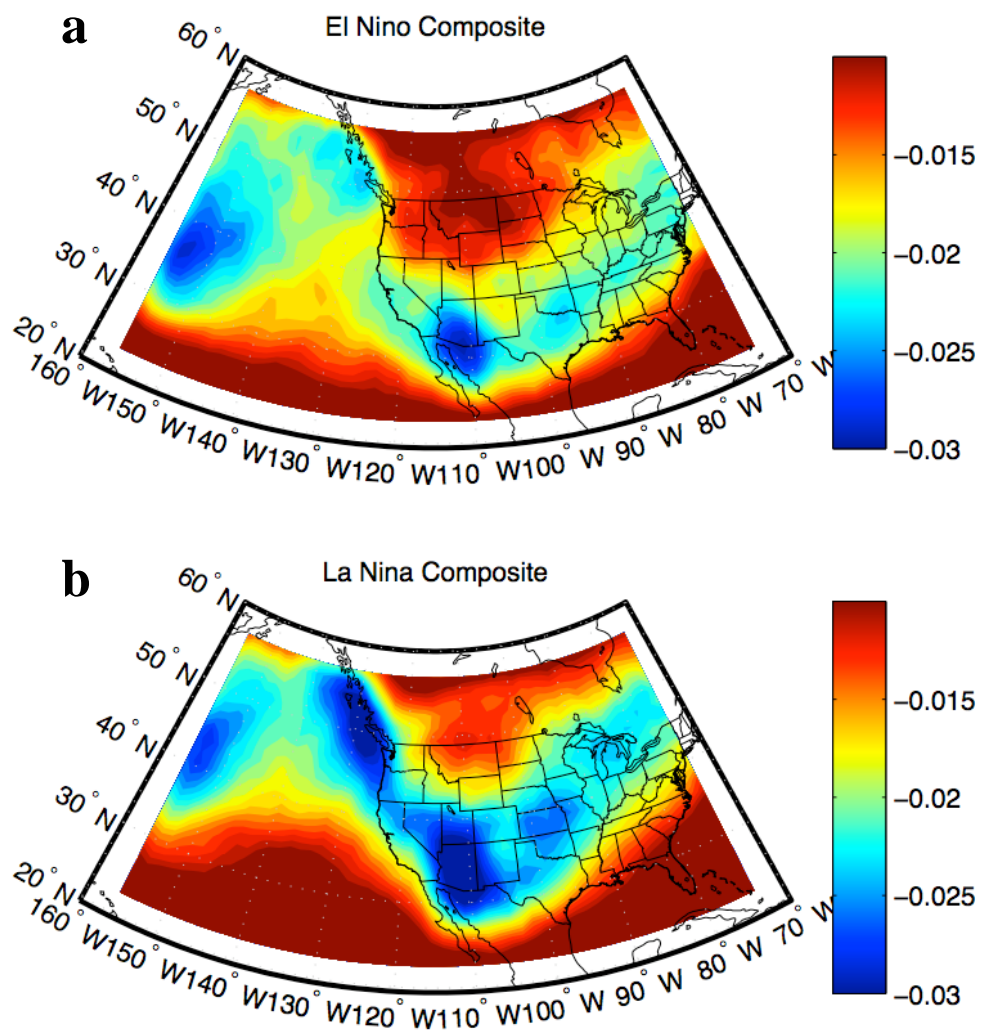 a
El Nino Composite
60° N
50° N
40° N
30° N
20° N
160° W
150° W
140° W
130° W
120° W
110° W
100° W
90° W
80° W
70° W
−0.015
−0.02
−0.025
−0.03
b
La Nina Composite
60° N
50° N
40° N
30° N
20° N
160° W
150° W
140° W
130° W
120° W
110° W
100° W
90° W
80° W
70° W
−0.015
−0.02
−0.025
−0.03